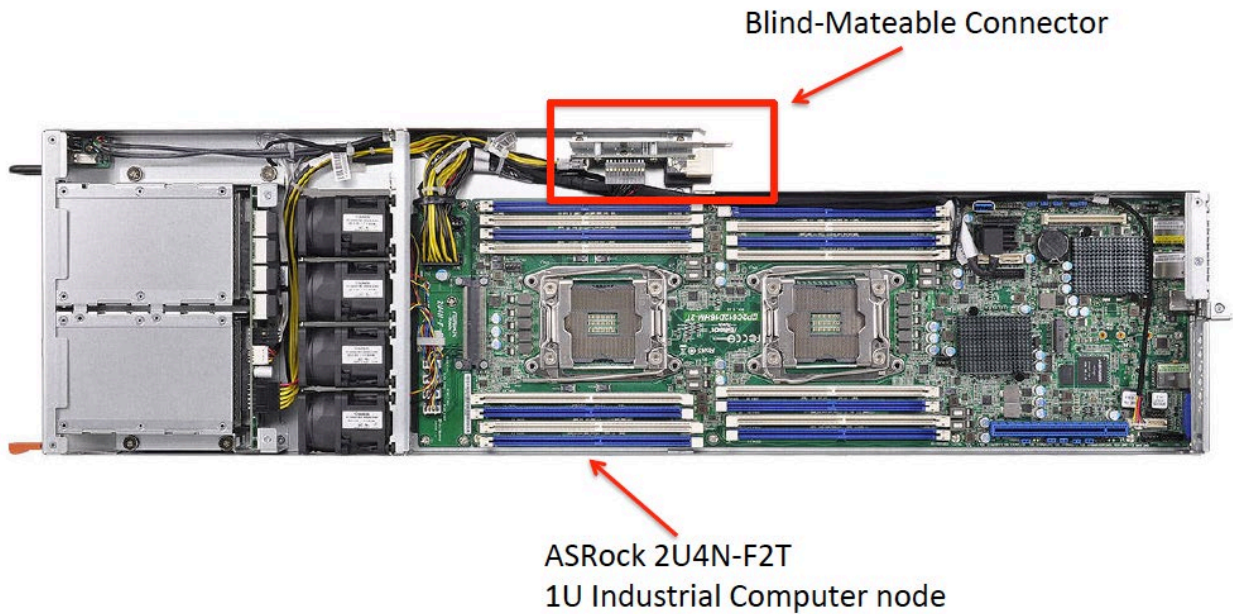 Blind-Mateable Connector
ASRock 2U4N-F2T
1U Industrial Computer node